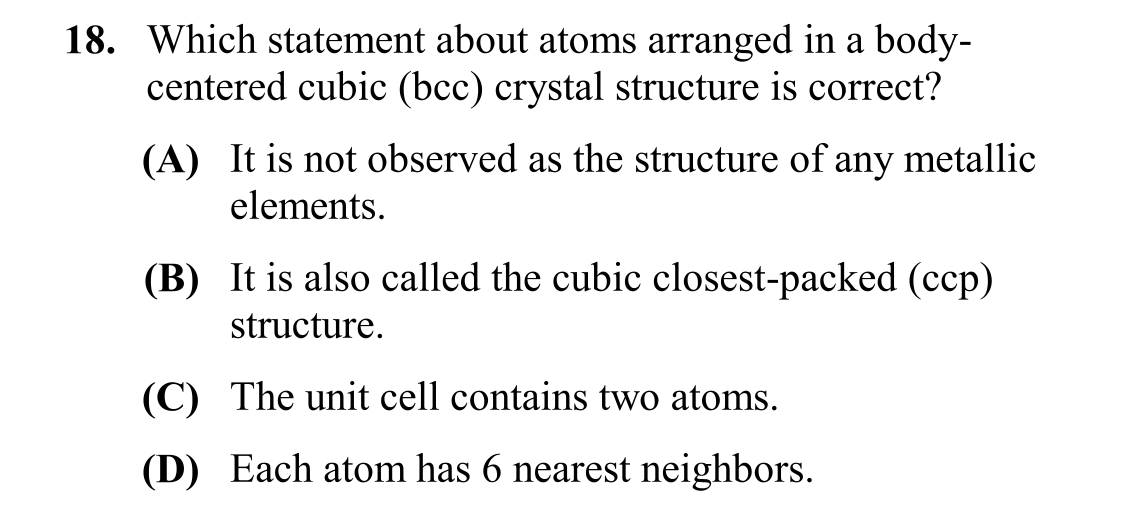 18. Which statement about atoms arranged in a body-
centered cubic (bcc) crystal structure is correct?
(A) It is not observed as the structure of any metallic
elements.
(B) It is also called the cubic closest-packed (ccp)
structure.
(C) The unit cell contains two atoms.
(D) Each atom has 6 nearest neighbors.